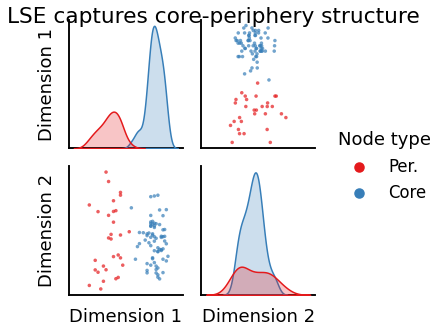 LSE captures core-periphery structure
Dimension 1
Node type
Per.
Core
Dimension 2
Dimension 1
Dimension 2